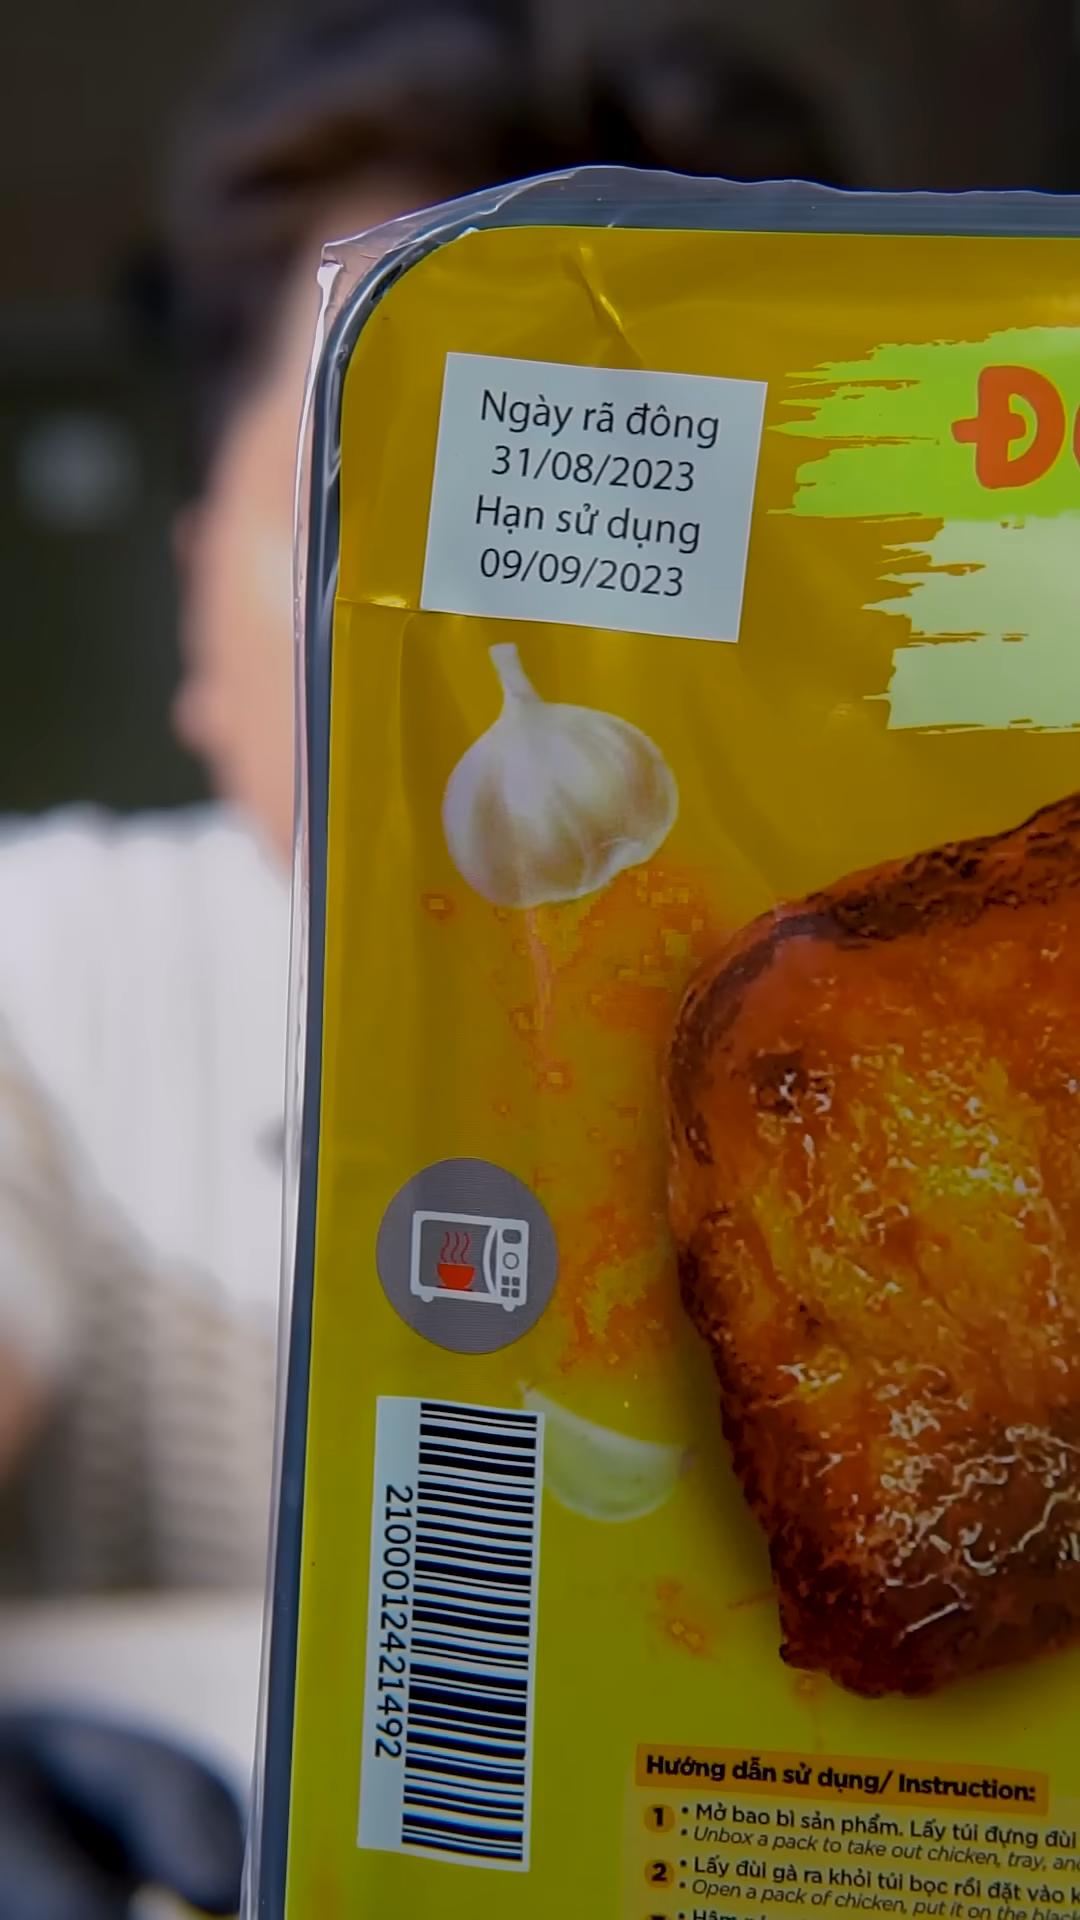 Ngày rã đông
31/08/2023
Hạn sử dụng
09/09/2023
2100012421492
Hướng dẫn sử dụng/ Instruction:
1 • Mở bao bì sản phẩm. Lấy túi đựng đùi
• Unbox a pack to take out chicken, tray, and
2 • Lấy đùi gà ra khỏi túi bọc rồi đặt vào
• Open a pack of chicken, put it on the